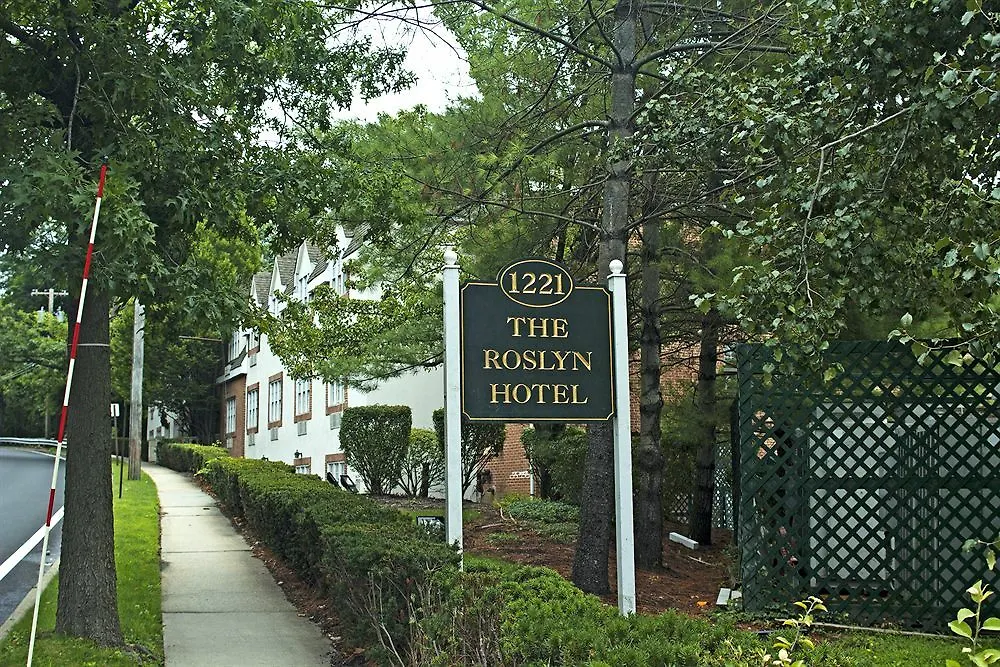 1221
THE
ROSLYN
HOTEL